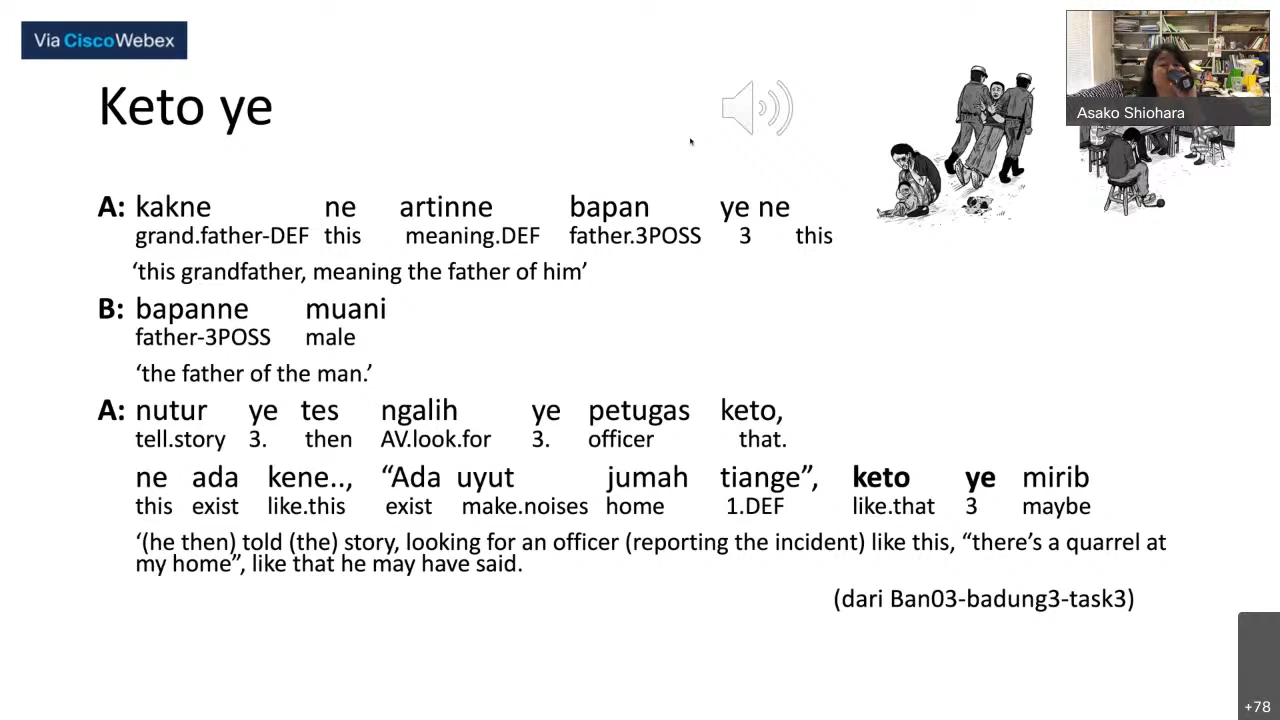 Via Cisco Webex
Asako Shiohara
Keto ye
A: kakne ne artinne bapan ye ne
grand.father-DEF this meaning.DEF father.3POSS 3 this
‘this grandfather, meaning the father of him’
B: bapanne muani
father-3POSS male
‘the father of the man.’
A: nutur ye tes ngalih ye petugas keto,
tell.story 3. then AV.look.for 3. officer that.
ne ada kene.., “Ada uyut jumah tiange”, keto ye mirib
this exist like.this exist make.noises home 1.DEF like.that 3 maybe
‘(he then) told (the) story, looking for an officer (reporting the incident) like this, “there’s a quarrel at
my home”, like that he may have said.
(dari Ban03-badung3-task3)
+78